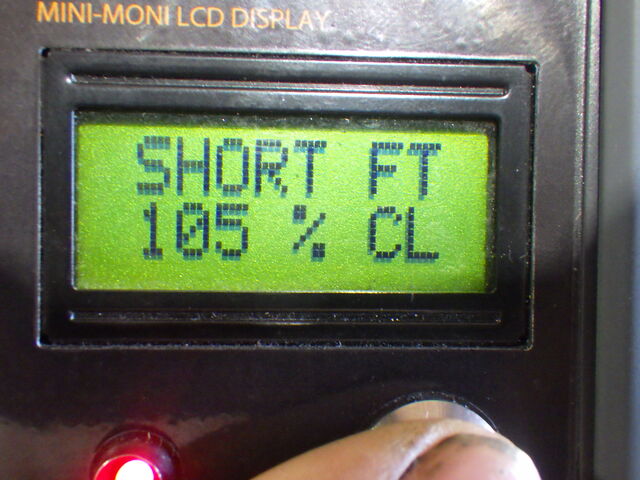 MINI-MONI LCD DISPLAY
SHORT FT
105 % CL